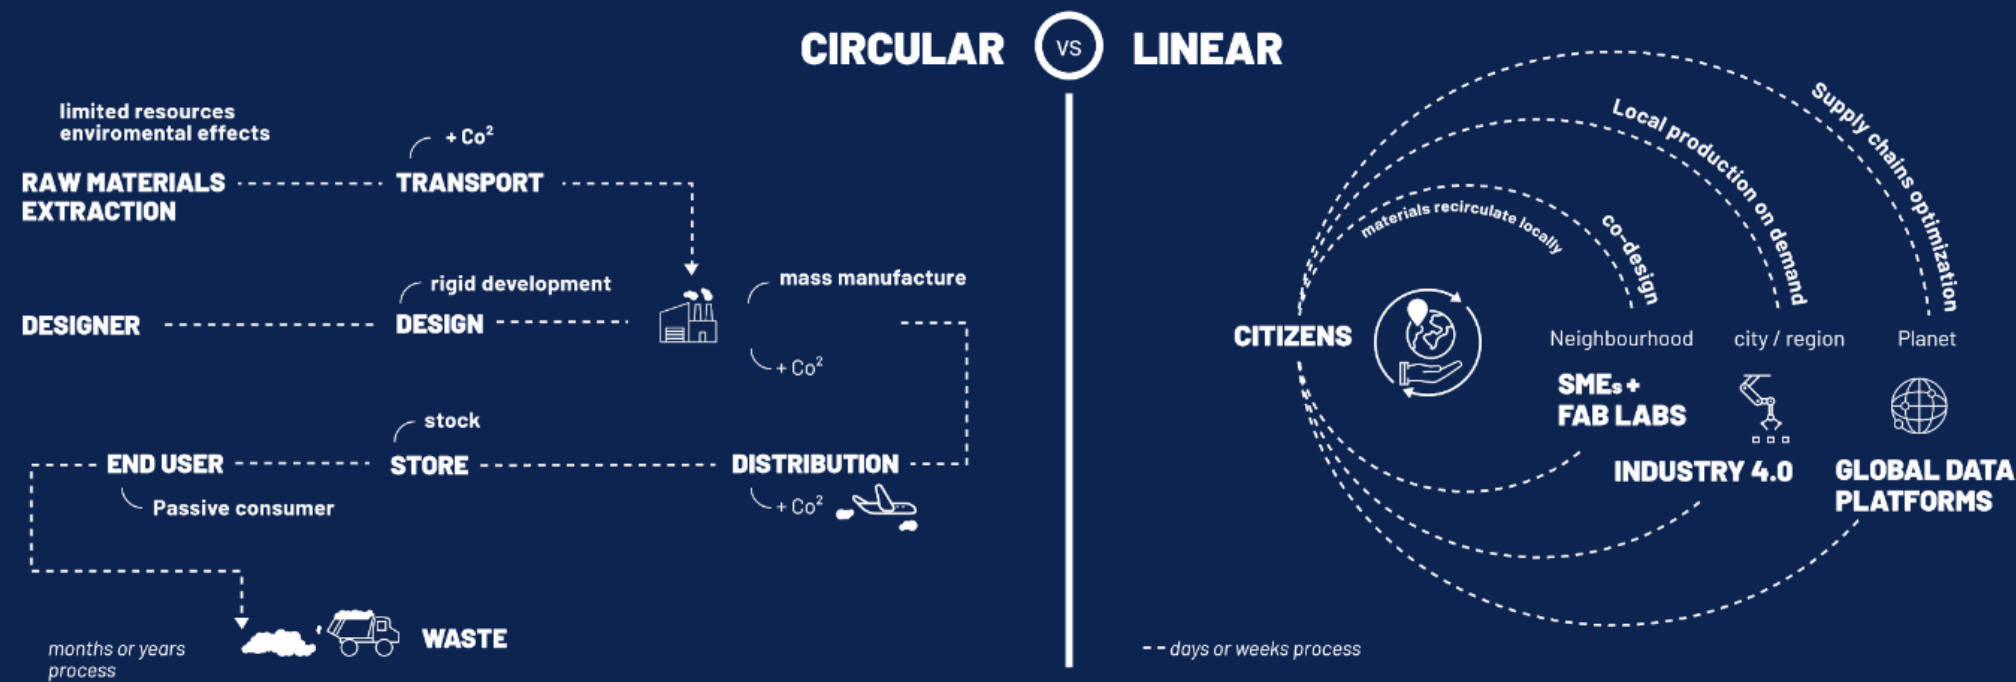 CIRCULAR VS LINEAR
limited resources
enviromental effects
+ Co²
RAW MATERIALS
EXTRACTION
TRANSPORT
rigid development
mass manufacture
DESIGNER
DESIGN
+ Co²
stock
END USER
STORE
DISTRIBUTION
Passive consumer
+ Co²
WASTE
months or years
process
Supply chains optimization
Local production on demand
materials recirculate locally
co-design
CITIZENS
Neighbourhood
city / region
Planet
SMEs +
FAB LABS
INDUSTRY 4.0
GLOBAL DATA
PLATFORMS
-- days or weeks process